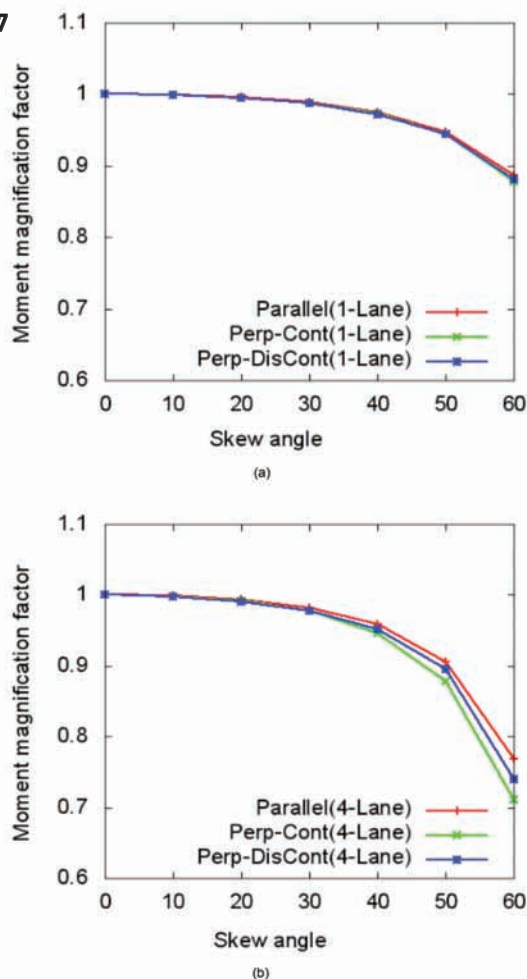 7
1.1
1
0.9
0.8
0.7
0.6
Moment magnification factor
Parallel(1-Lane)
Perp-Cont(1-Lane)
Perp-DisCont(1-Lane)
0 10 20 30 40 50 60
Skew angle
(a)
1.1
1
0.9
0.8
0.7
0.6
Moment magnification factor
Parallel(4-Lane)
Perp-Cont(4-Lane)
Perp-DisCont(4-Lane)
0 10 20 30 40 50 60
Skew angle
(b)